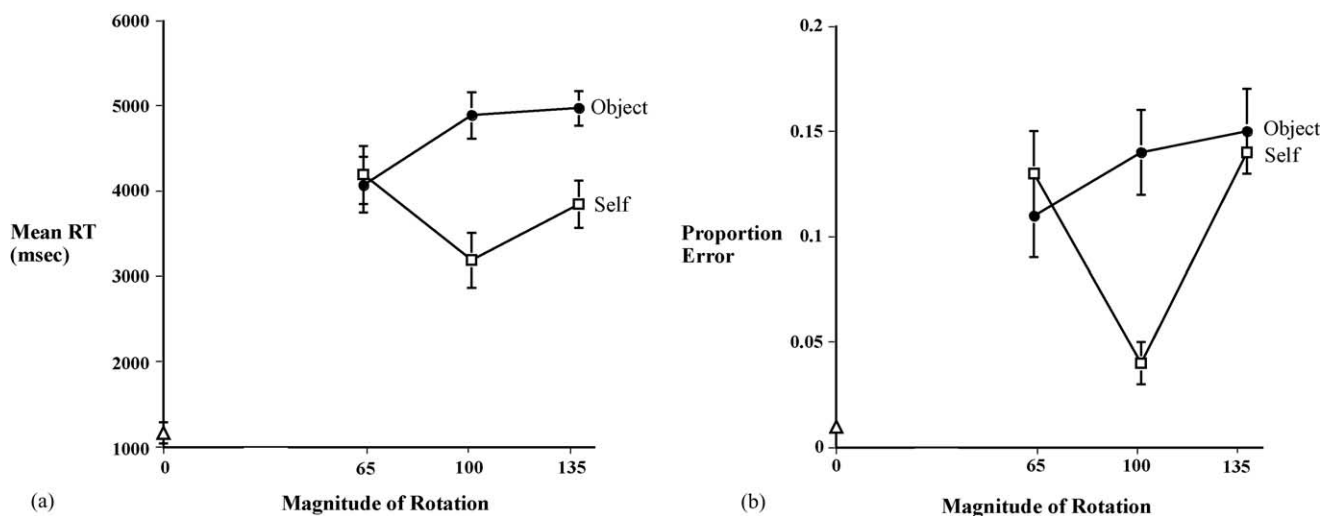 6000
5000
4000
3000
2000
1000
Mean RT
(msec)
Object
Self
0
65
100
135
(a)
Magnitude of Rotation
0.2
0.15
0.1
0.05
0
Proportion
Error
Object
Self
0
65
100
135
(b)
Magnitude of Rotation